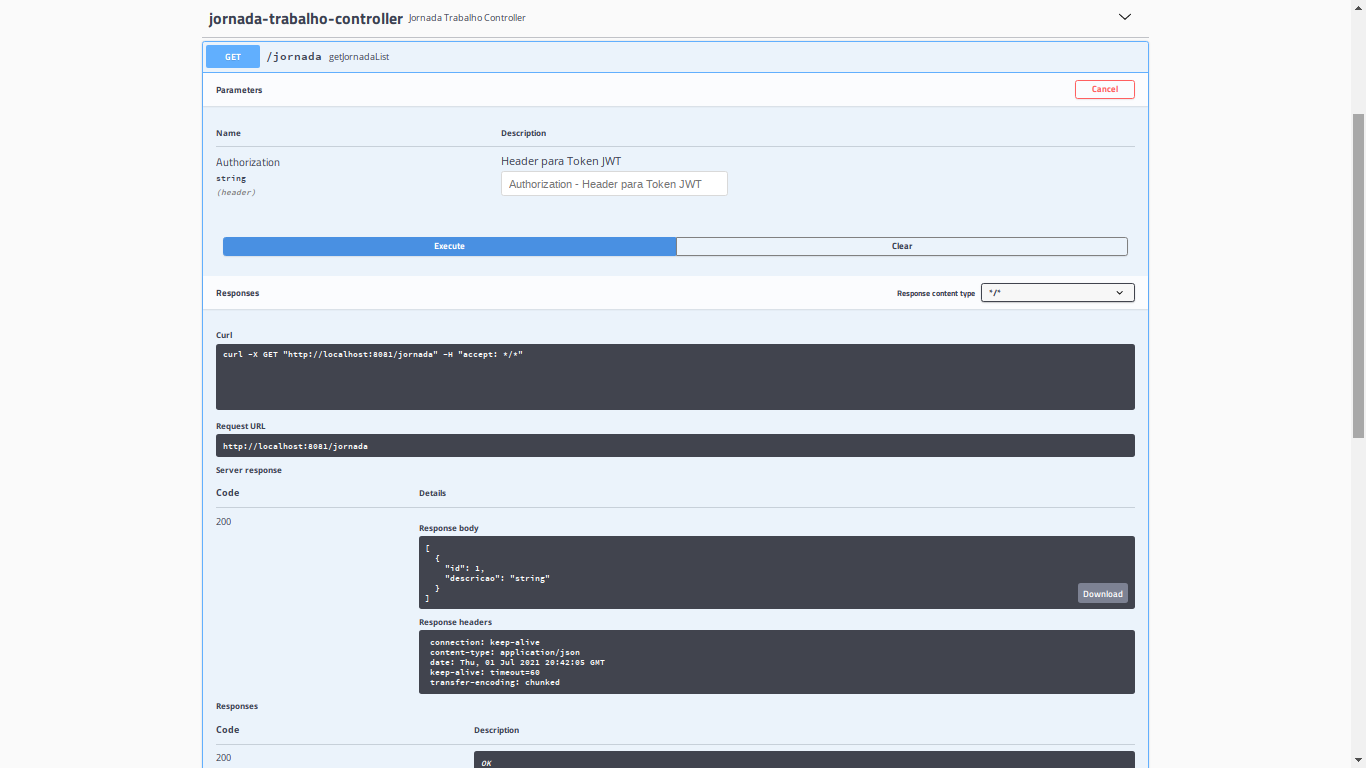 jornada-trabalho-controller Jornada Trabalho Controller
GET /jornada getJornadaList
Parameters Cancel
Name Description
Authorization Header para Token JWT
string Authorization - Header para Token JWT
(header)
Execute Clear
Responses Response content type */*
Curl
curl -X GET "http://localhost:8081/jornada" -H "accept: */*"
Request URL
http://localhost:8081/jornada
Server response
Code Details
200
Response body
[
{
"id": 1,
"descricao": "string"
}
]
Download
Response headers
connection: keep-alive
content-type: application/json
date: Thu, 01 Jul 2021 20:42:05 GMT
keep-alive: timeout=60
transfer-encoding: chunked
Responses
Code Description
200 OK